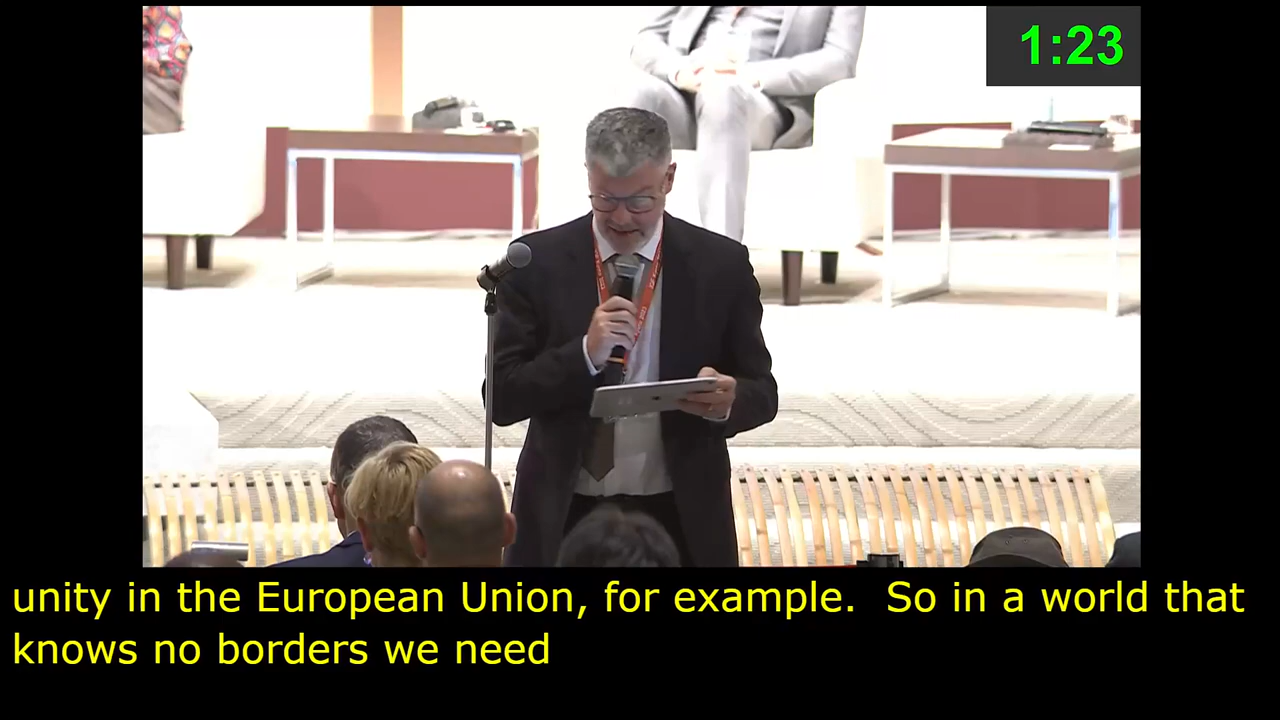 1:23
unity in the European Union, for example.  So in a world that
knows no borders we need